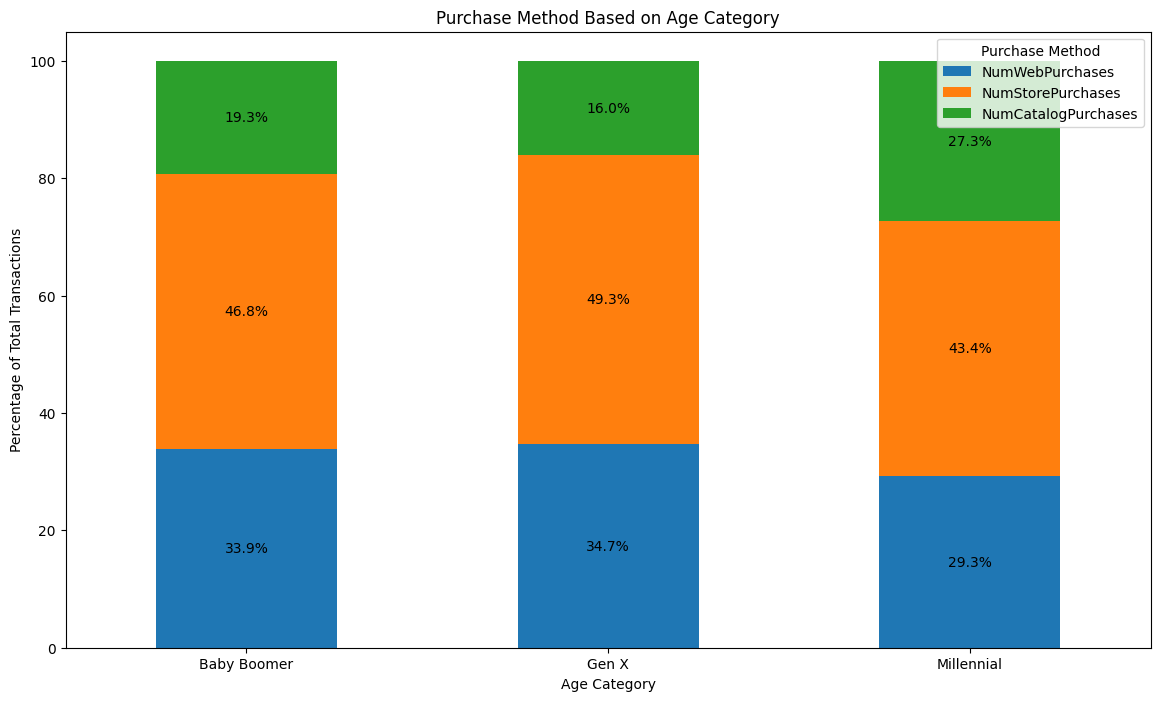 Purchase Method Based on Age Category
Purchase Method
NumWebPurchases
NumStorePurchases
NumCatalogPurchases
Percentage of Total Transactions
100
80
60
40
20
0
19.3%
46.8%
33.9%
16.0%
49.3%
34.7%
27.3%
43.4%
29.3%
Baby Boomer
Gen X
Millennial
Age Category